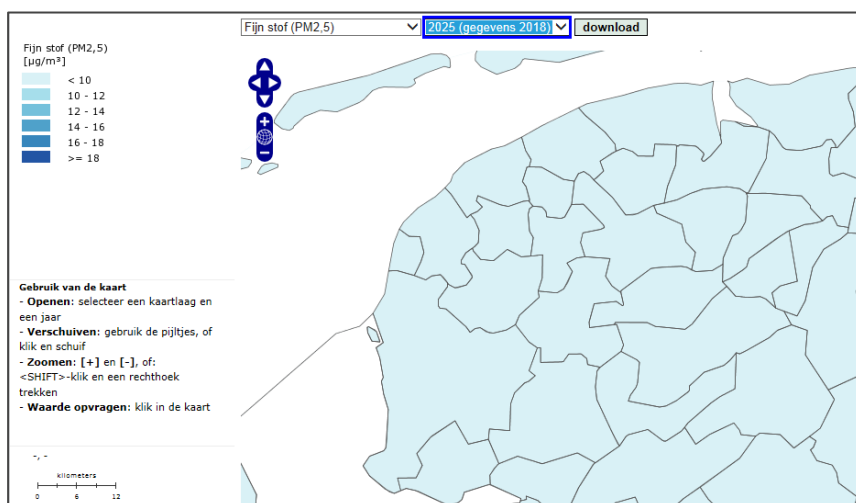 Fijn stof (PM2,5)
2025 (gegevens 2018)
download
Fijn stof (PM2,5)
[µg/m³]
< 10
10 - 12
12 - 14
14 - 16
16 - 18
>= 18
Gebruik van de kaart
- Openen: selecteer een kaartlaag en
een jaar
- Verschuiven: gebruik de pijltjes, of
klik en schuif
- Zoomen: [+] en [-], of:
<SHIFT>-klik en een rechthoek
trekken
- Waarde opvragen: klik in de kaart
-, -
kilometers
0 6 12